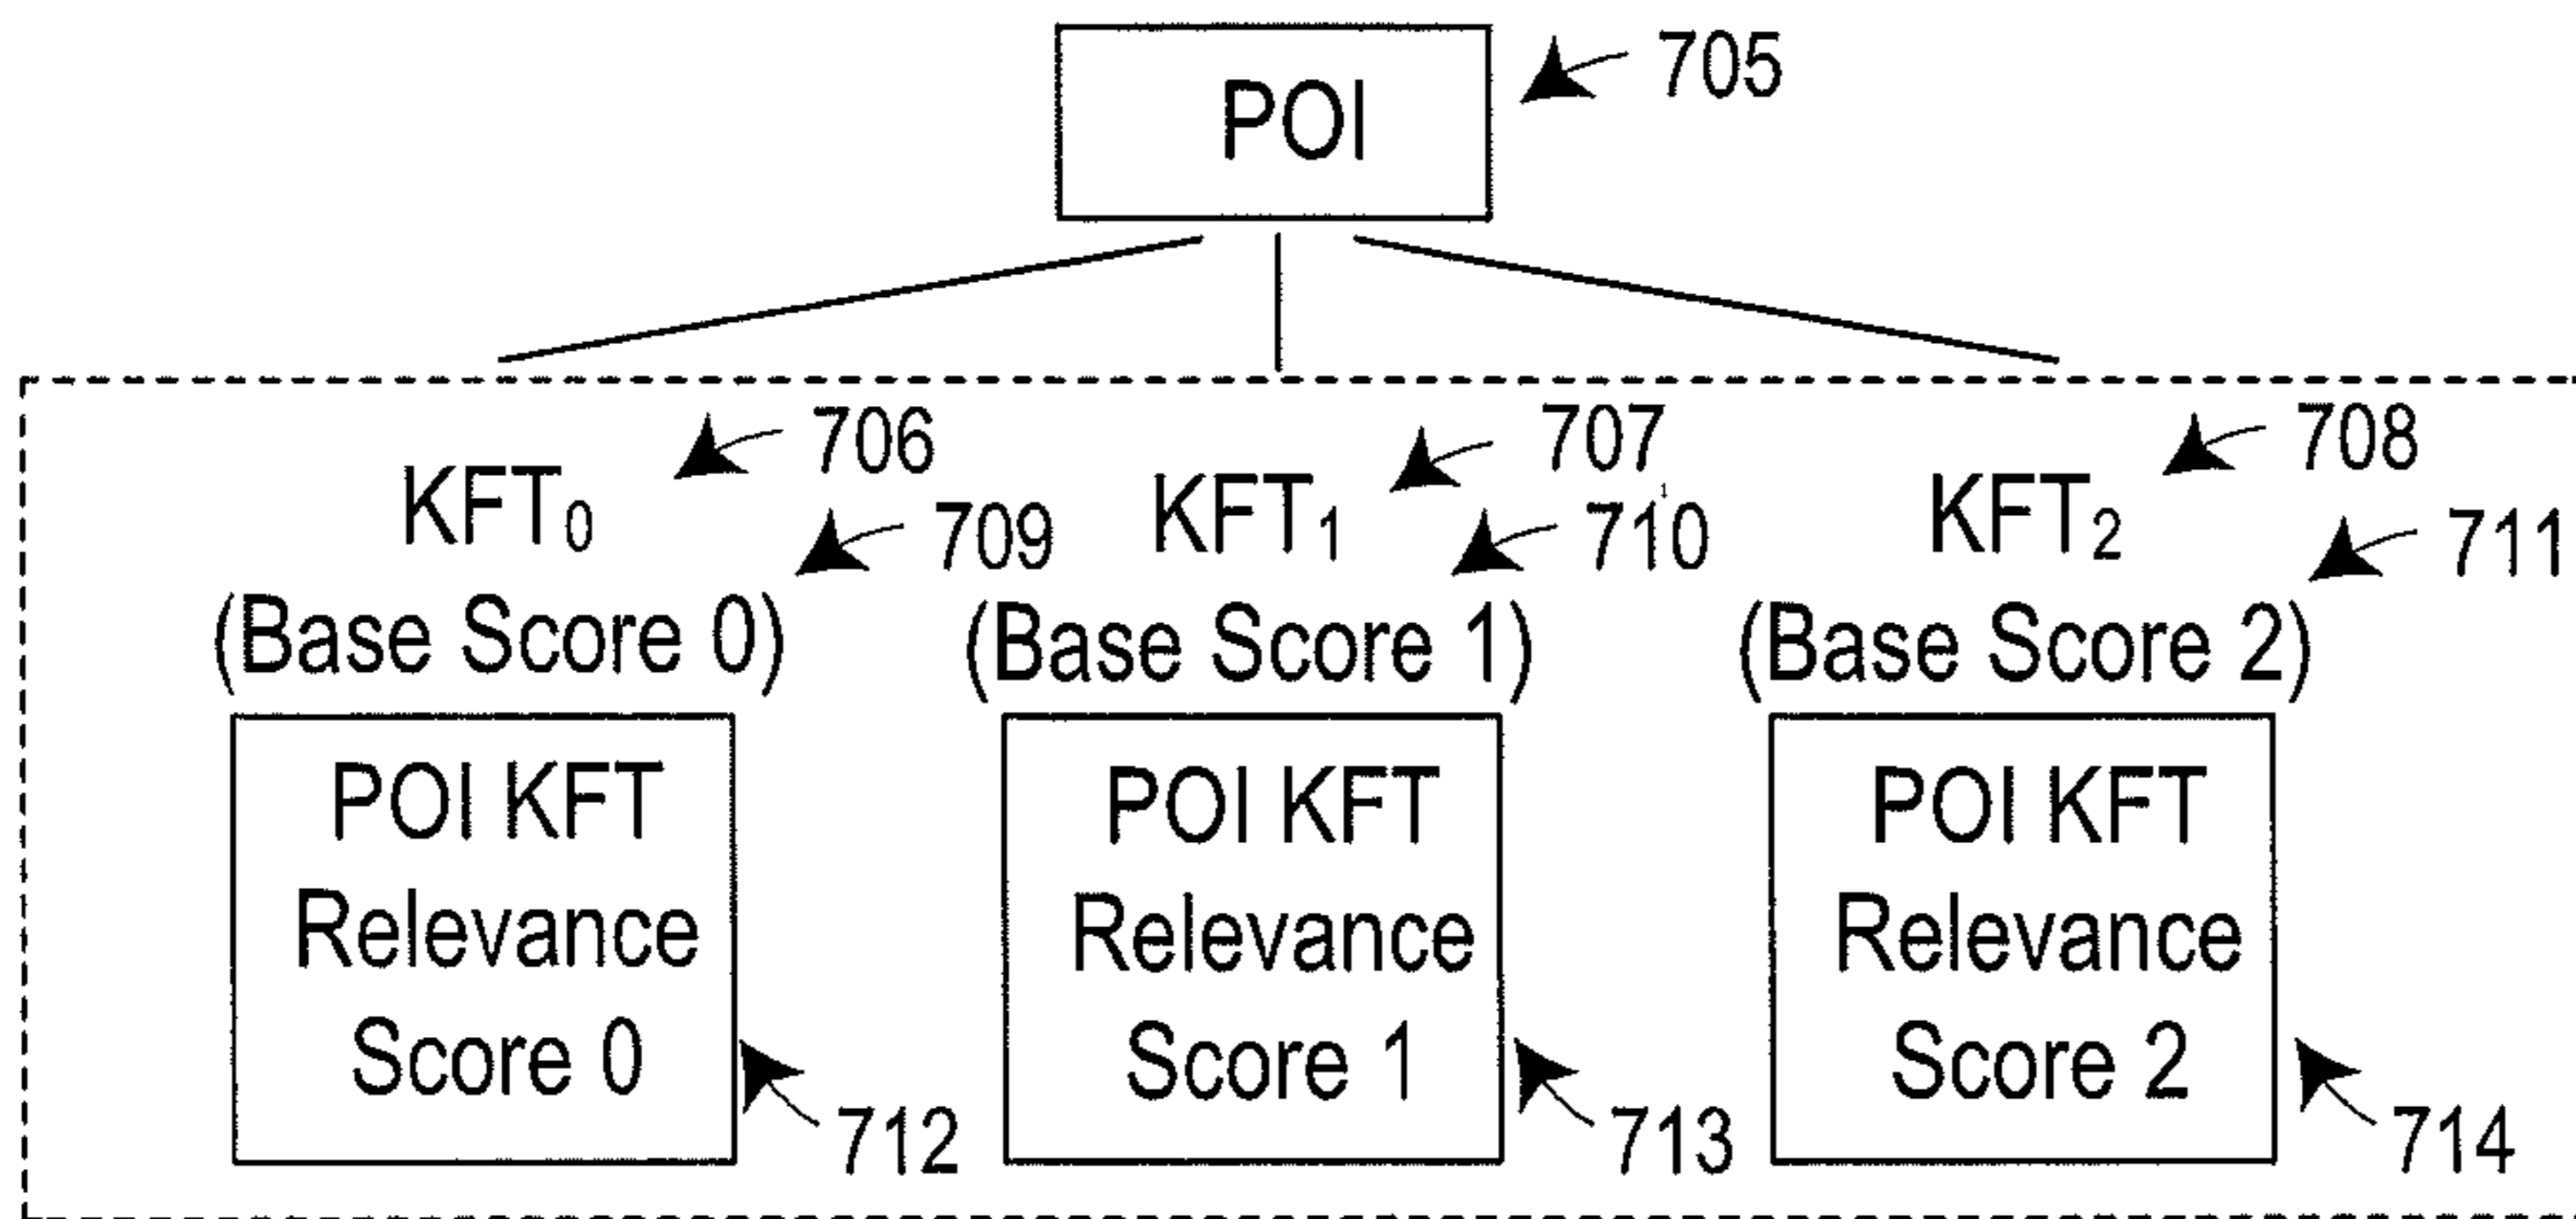 POI
705
706
707
708
KFT₀
KFT₁
KFT₂
709
710
711
(Base Score 0)
(Base Score 1)
(Base Score 2)
POI KFT
Relevance
Score 0
712
POI KFT
Relevance
Score 1
713
POI KFT
Relevance
Score 2
714